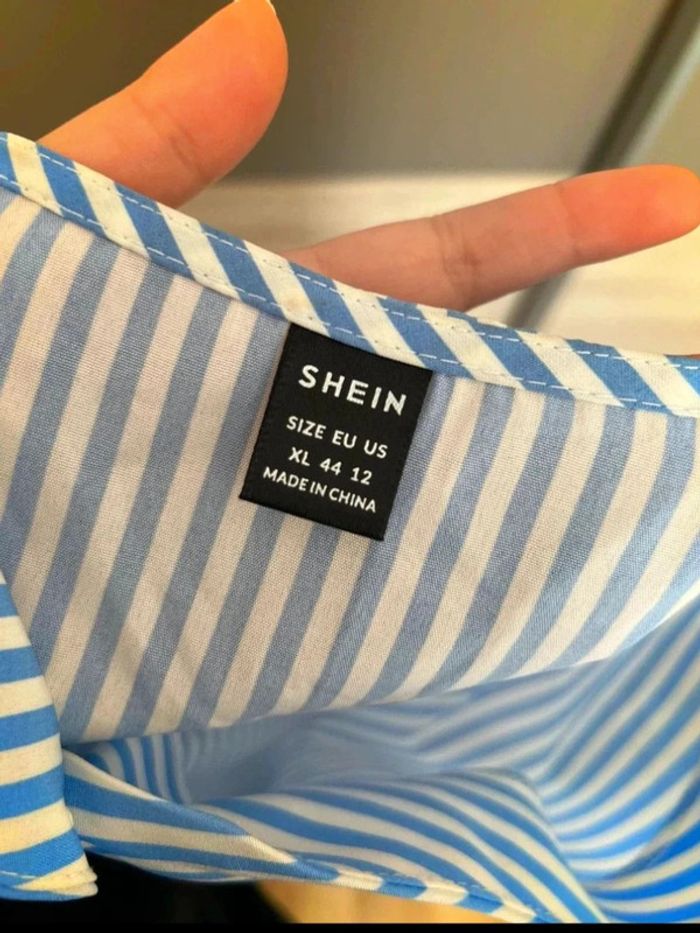 SHEIN
SIZE EU US
XL 44 12
MADE IN CHINA